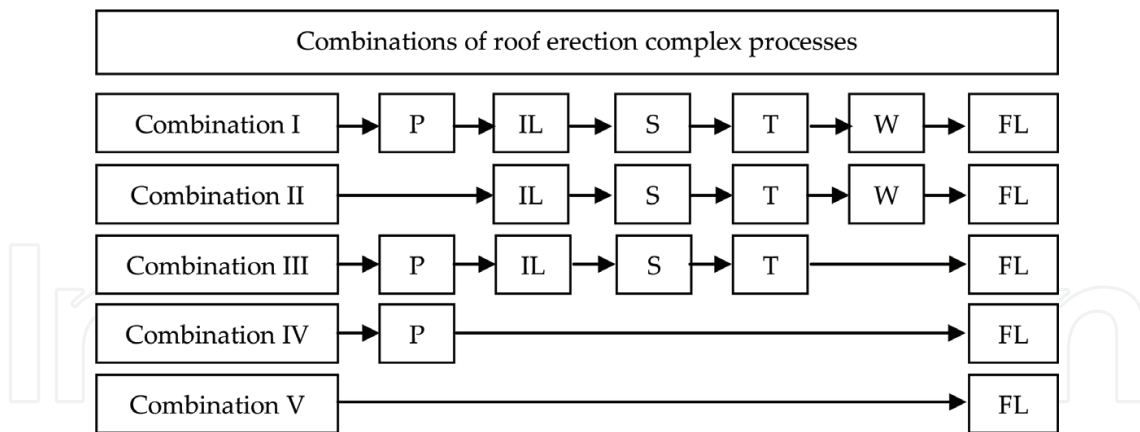 Combinations of roof erection complex processes
Combination I P IL S T W FL
Combination II IL S T W FL
Combination III P IL S T FL
Combination IV P FL
Combination V FL